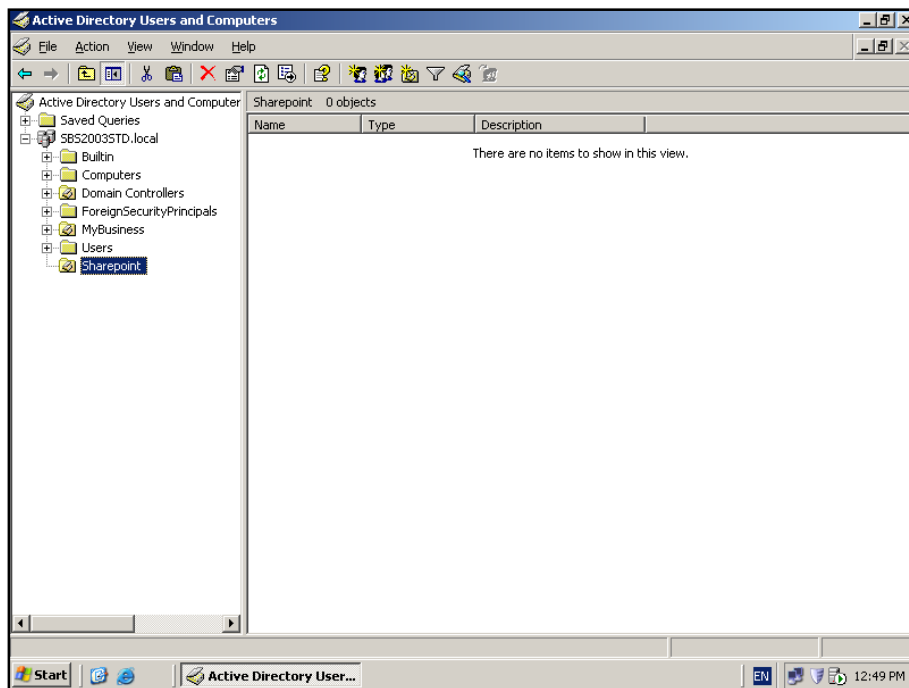 Active Directory Users and Computers
File Action View Window Help
Active Directory Users and Computer
Sharepoint 0 objects
Saved Queries
Name Type Description
SBS2003STD.local
There are no items to show in this view.
Builtin
Computers
Domain Controllers
ForeignSecurityPrincipals
MyBusiness
Users
Sharepoint
Start
Active Directory User...
EN
12:49 PM